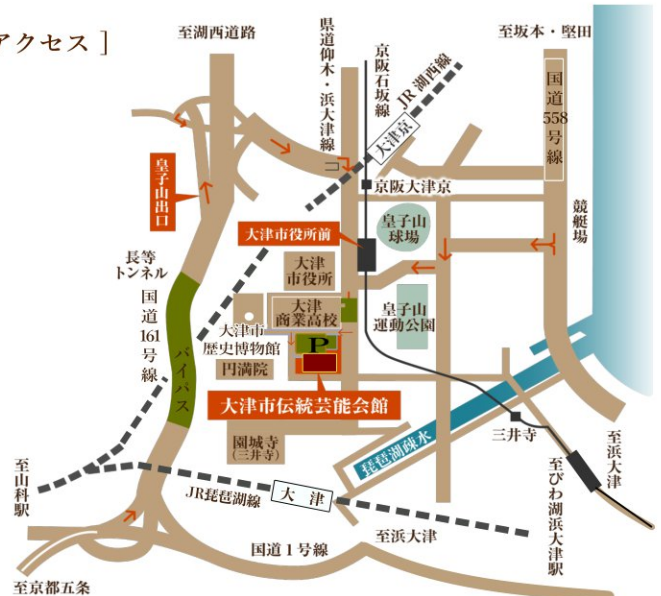 アクセス ]
至湖西道路
県道仰木・浜大津線
京阪石坂線
JR 湖西線
大津京
至坂本・堅田
国道558号線
皇子山出口
京阪大津京
大津市役所前
皇子山
球場
競艇場
長等
トンネル
大津
市役所
国道161号線
バイパス
大津
商業高校
皇子山
運動公園
大津市
歴史博物館
P
円満院
大津市伝統芸能会館
園城寺
(三井寺)
琵琶湖疎水
三井寺
至浜大津
至山科駅
JR琵琶湖線
大 津
至びわ湖浜大津駅
至浜大津
国道1号線
至京都五条